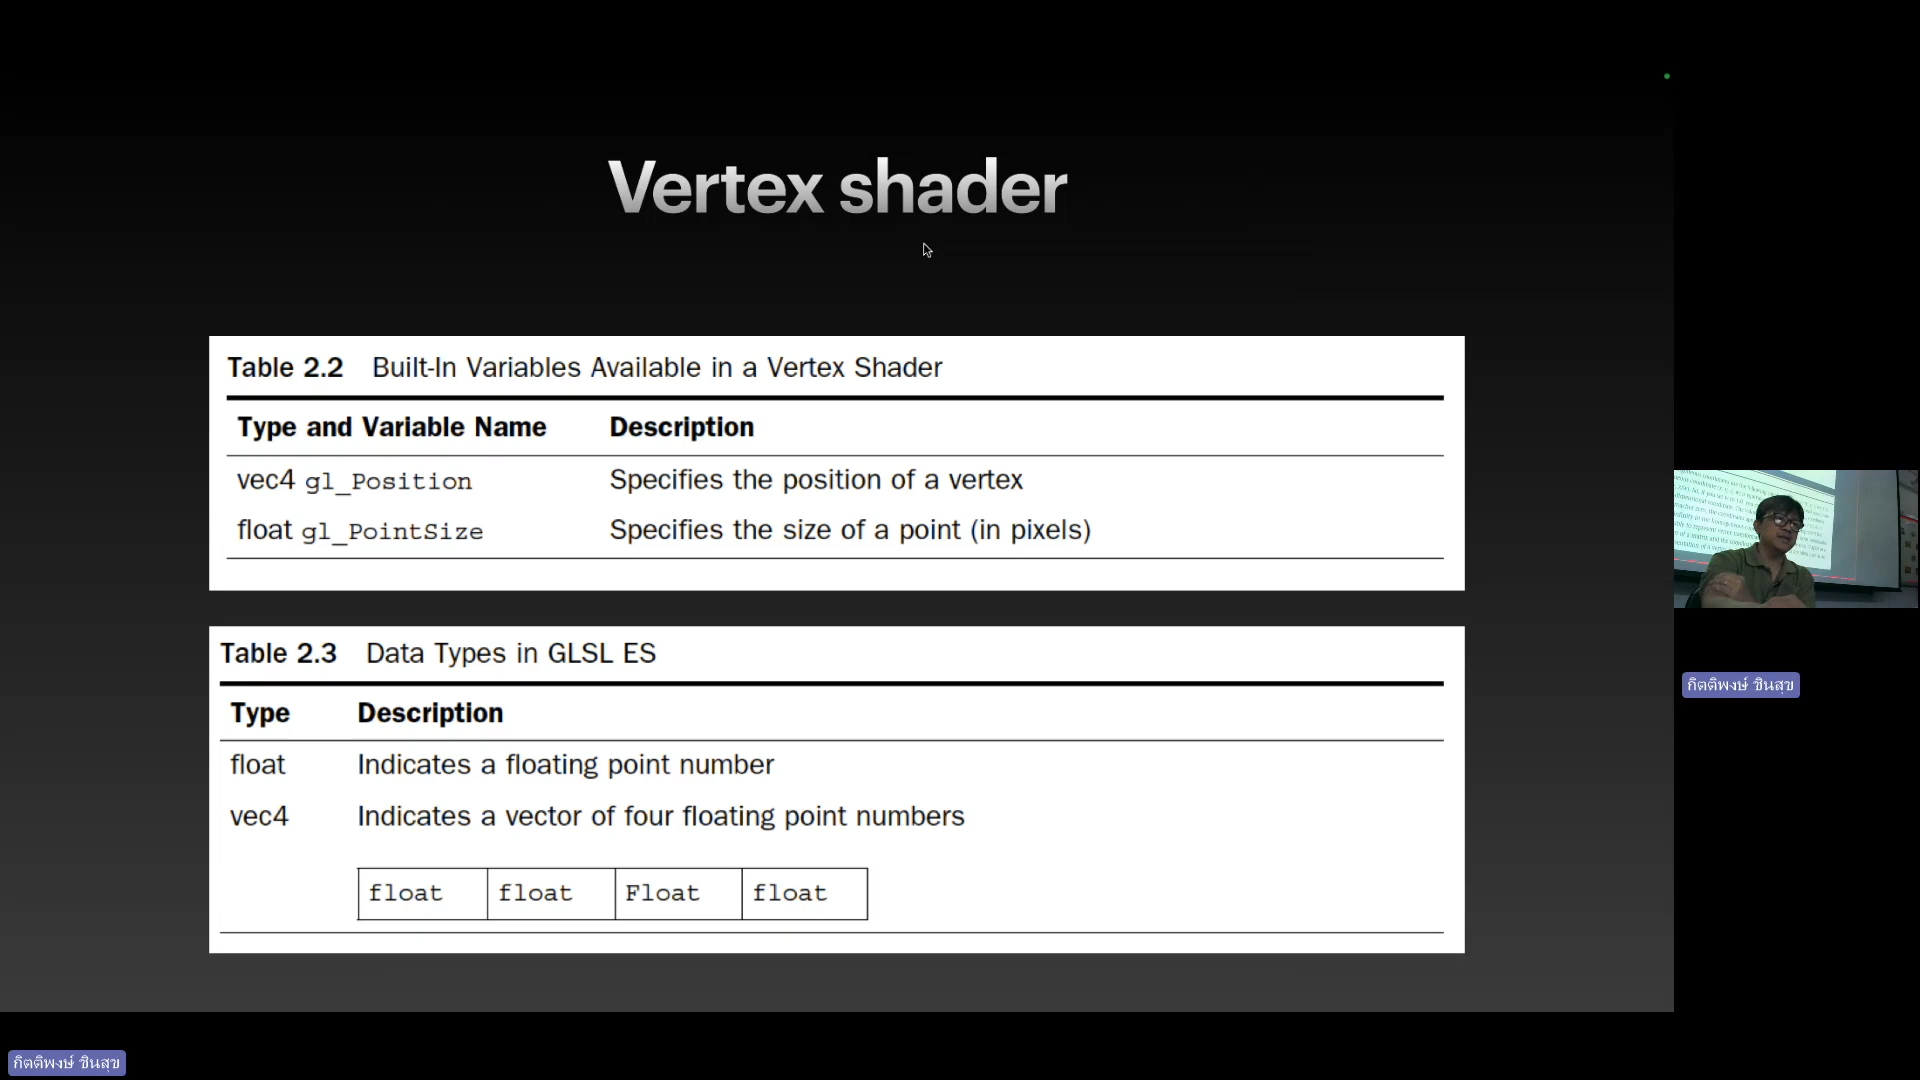 Vertex shader
Table 2.2 Built-In Variables Available in a Vertex Shader
Type and Variable Name Description
vec4 gl_Position Specifies the position of a vertex
float gl_PointSize Specifies the size of a point (in pixels)
Table 2.3 Data Types in GLSL ES
Type Description
float Indicates a floating point number
vec4 Indicates a vector of four floating point numbers
float float Float float
กิตติพงษ์ ชินสุข
กิตติพงษ์ ชินสุข